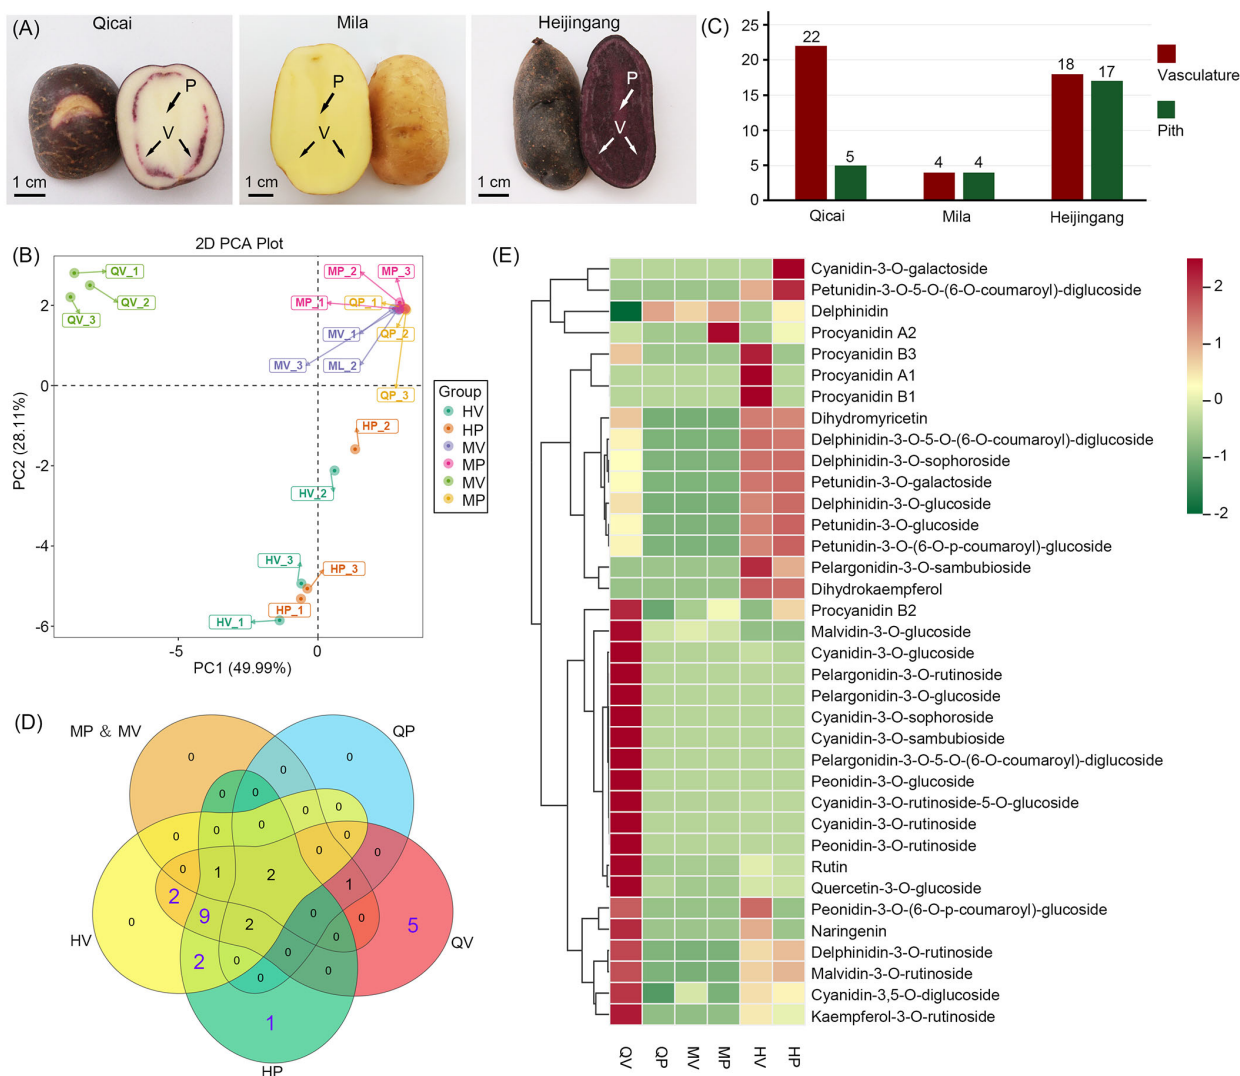 (A)
Qicai
Mila
Heijingang
P
V
1 cm
P
V
1 cm
P
V
1 cm
(C)
25
20
15
10
5
0
22
5
4
4
18
17
Qicai
Mila
Heijingang
Vasculature
Pith
(B)
2D PCA Plot
QV_1
QV_2
QV_3
MP_2
MP_3
MP_1
QP_1
MV_1
QP_2
MV_3
ML_2
QP_3
HP_2
HV_2
HV_3
HP_3
HP_1
HV_1
2
0
-2
-4
-6
PC2 (28.11%)
-5
0
PC1 (49.99%)
Group
HV
HP
MV
MP
MV
MP
(D)
MP & MV
QP
QV
HP
HV
0
0
0
0
0
0
0
0
0
0
0
0
0
0
1
2
1
2
9
2
0
0
5
0
0
0
2
0
0
0
1
(E)
Cyanidin-3-O-galactoside
Petunidin-3-O-5-O-(6-O-coumaroyl)-diglucoside
Delphinidin
Procyanidin A2
Procyanidin B3
Procyanidin A1
Procyanidin B1
Dihydromyricetin
Delphinidin-3-O-5-O-(6-O-coumaroyl)-diglucoside
Delphinidin-3-O-sophoroside
Petunidin-3-O-galactoside
Delphinidin-3-O-glucoside
Petunidin-3-O-glucoside
Petunidin-3-O-(6-O-p-coumaroyl)-glucoside
Pelargonidin-3-O-sambubioside
Dihydrokaempferol
Procyanidin B2
Malvidin-3-O-glucoside
Cyanidin-3-O-glucoside
Pelargonidin-3-O-rutinoside
Pelargonidin-3-O-glucoside
Cyanidin-3-O-sophoroside
Cyanidin-3-O-sambubioside
Pelargonidin-3-O-5-O-(6-O-coumaroyl)-diglucoside
Peonidin-3-O-glucoside
Cyanidin-3-O-rutinoside-5-O-glucoside
Cyanidin-3-O-rutinoside
Peonidin-3-O-rutinoside
Rutin
Quercetin-3-O-glucoside
Peonidin-3-O-(6-O-p-coumaroyl)-glucoside
Naringenin
Delphinidin-3-O-rutinoside
Malvidin-3-O-rutinoside
Cyanidin-3,5-O-diglucoside
Kaempferol-3-O-rutinoside
QV
QP
MV
MP
HV
HP
2
1
0
-1
-2